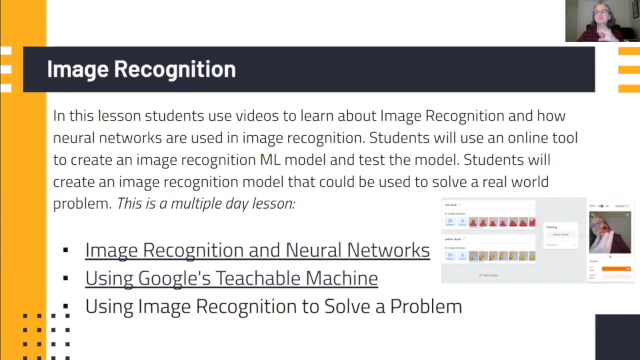 Image Recognition
In this lesson students use videos to learn about Image Recognition and how
neural networks are used in image recognition. Students will use an online tool
to create an image recognition ML model and test the model. Students will
create an image recognition model that could be used to solve a real world
problem. This is a multiple day lesson:
▪ Image Recognition and Neural Networks
▪ Using Google's Teachable Machine
▪ Using Image Recognition to Solve a Problem
Training